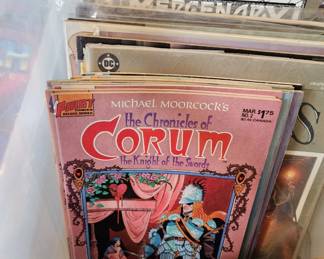 MERCENARY
DC
FIRST
MICHAEL MOORCOCK'S
the Chronicles of
CORUM
the Knight of the Swords
MAR $1.75
NO. 2
S